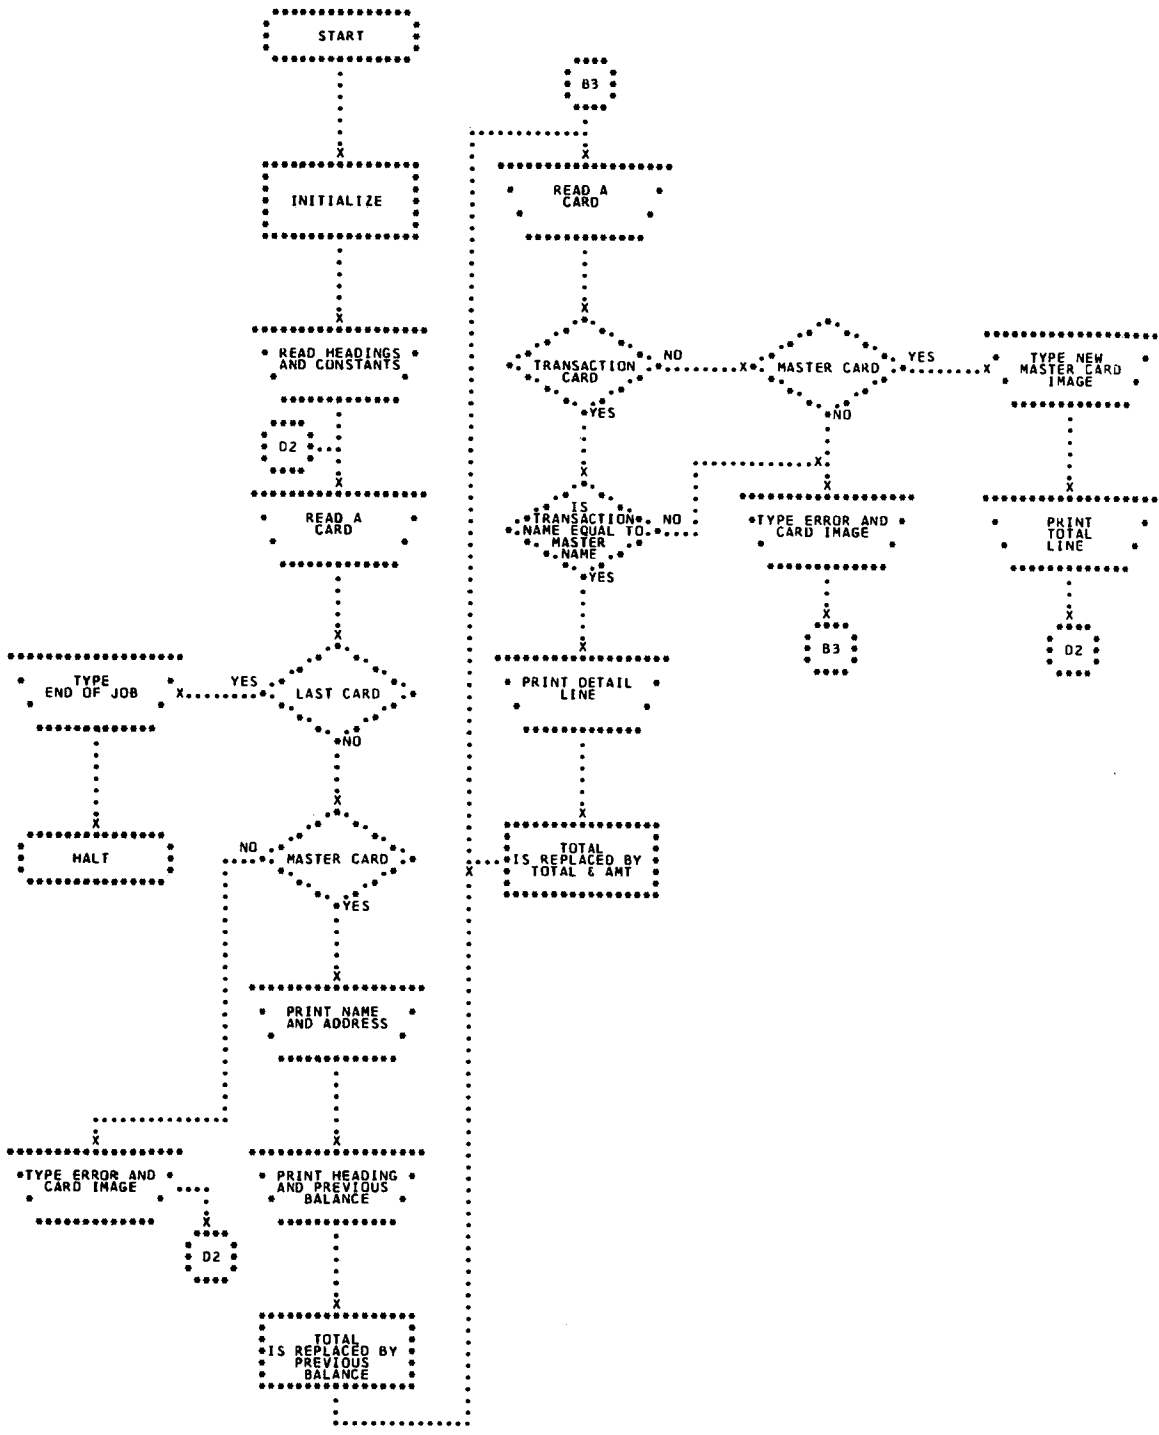 START
INITIALIZE
READ HEADINGS
AND CONSTANTS
D2
READ A
CARD
LAST CARD
YES
NO
TYPE
END OF JOB
HALT
MASTER CARD
NO
YES
PRINT NAME
AND ADDRESS
TYPE ERROR AND
CARD IMAGE
D2
PRINT HEADING
AND PREVIOUS
BALANCE
TOTAL
IS REPLACED BY
PREVIOUS
BALANCE
B3
READ A
CARD
TRANSACTION
CARD
NO
YES
MASTER CARD
YES
NO
TYPE NEW
MASTER CARD
IMAGE
IS
TRANSACTION
NAME EQUAL TO
MASTER
NAME
NO
YES
TYPE ERROR AND
CARD IMAGE
B3
PRINT
TOTAL
LINE
D2
PRINT DETAIL
LINE
TOTAL
IS REPLACED BY
TOTAL & AMT